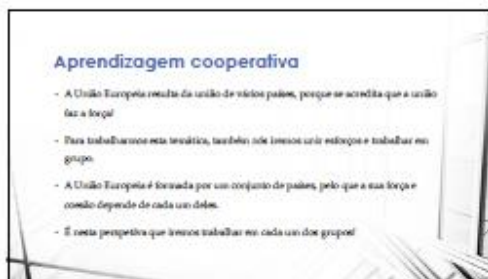 Aprendizagem cooperativa
- A União Europeia resulta da união de vários países, porque se acredita que a união
faz a força!
- Para trabalharmos esta temática, também nós iremos unir esforços e trabalhar em
grupo.
- A União Europeia é formada por um conjunto de países, pelo que a sua força e
coesão depende de cada um deles.
- É nesta perspetiva que iremos trabalhar em cada um dos grupos!